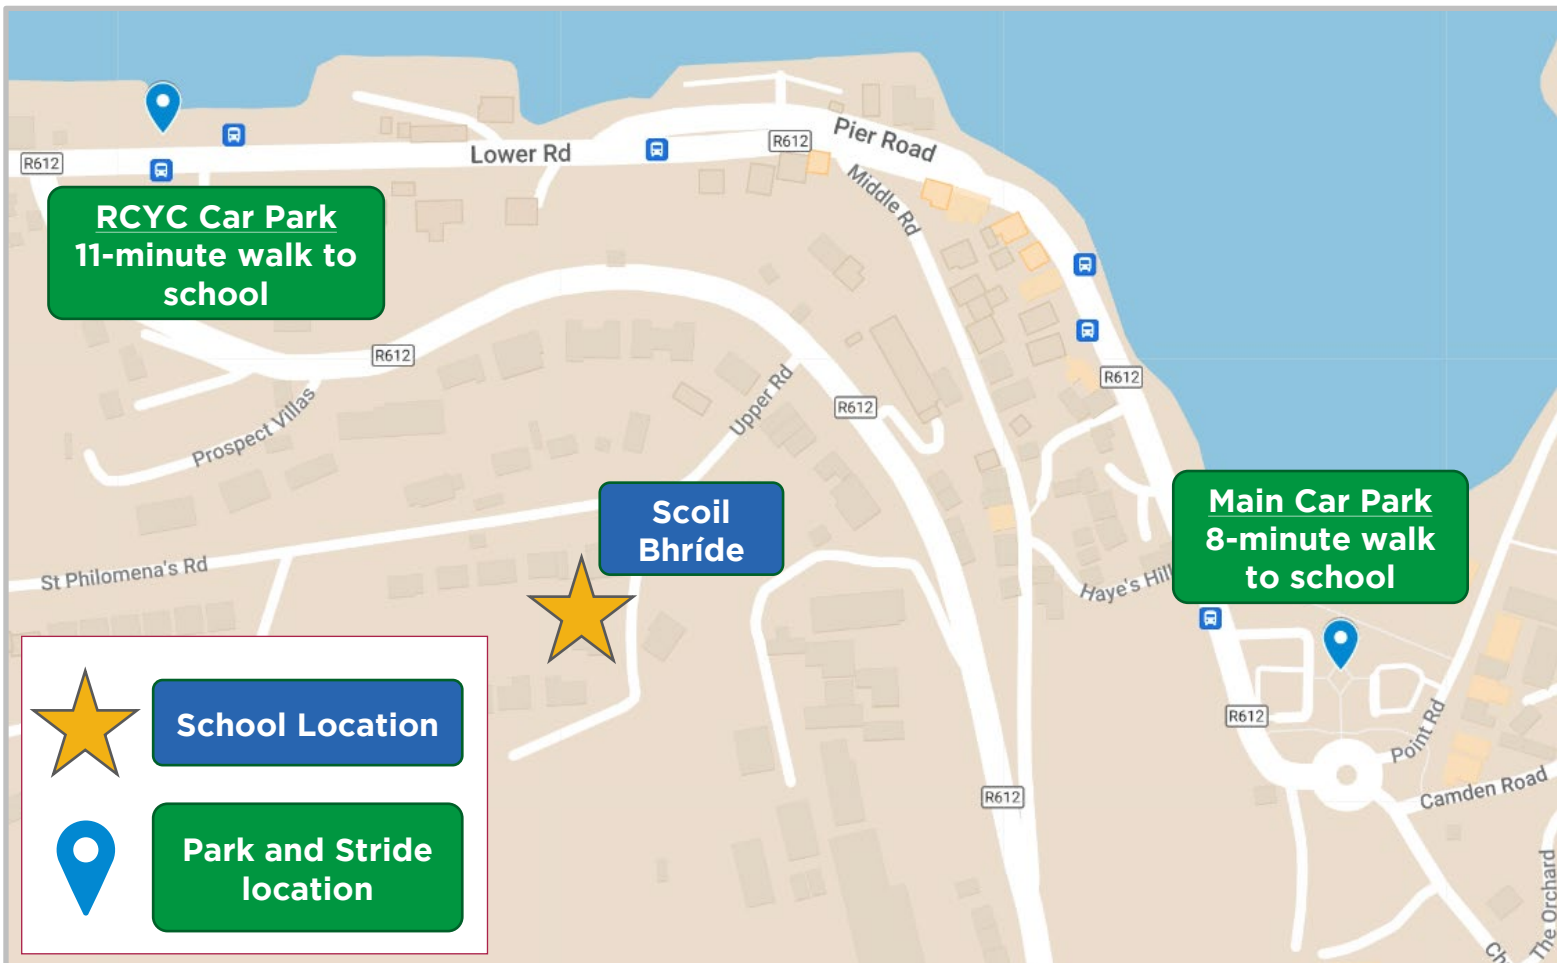 R612
Lower Rd
R612
Pier Road
Middle Rd
RCYC Car Park
11-minute walk to
school
R612
R612
R612
Prospect Villas
Upper Rd
Scoil
Bhríde
Main Car Park
8-minute walk
to school
St Philomena's Rd
Haye's Hill
School Location
R612
Point Rd
Camden Road
R612
Park and Stride
location
The Orchard
Ch